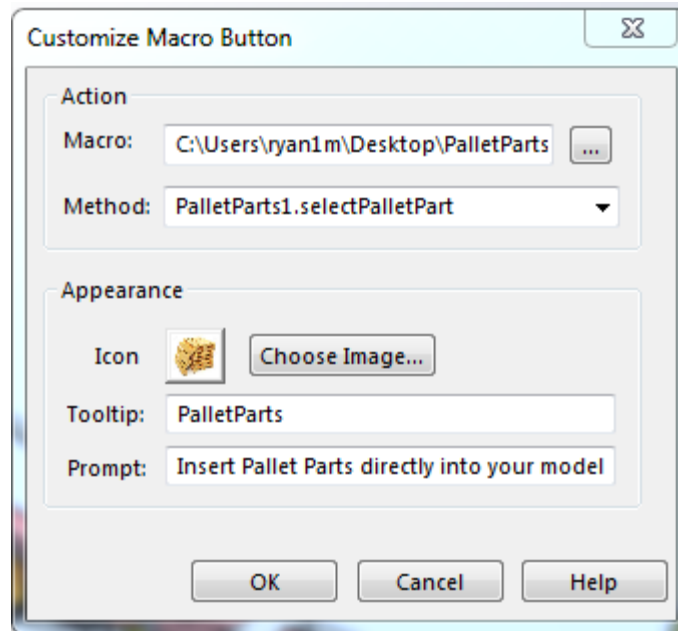 Customize Macro Button
Action
Macro: C:\Users\ryan1m\Desktop\PalletParts ...
Method: PalletParts1.selectPalletPart
Appearance
Icon Choose Image...
Tooltip: PalletParts
Prompt: Insert Pallet Parts directly into your model
OK Cancel Help